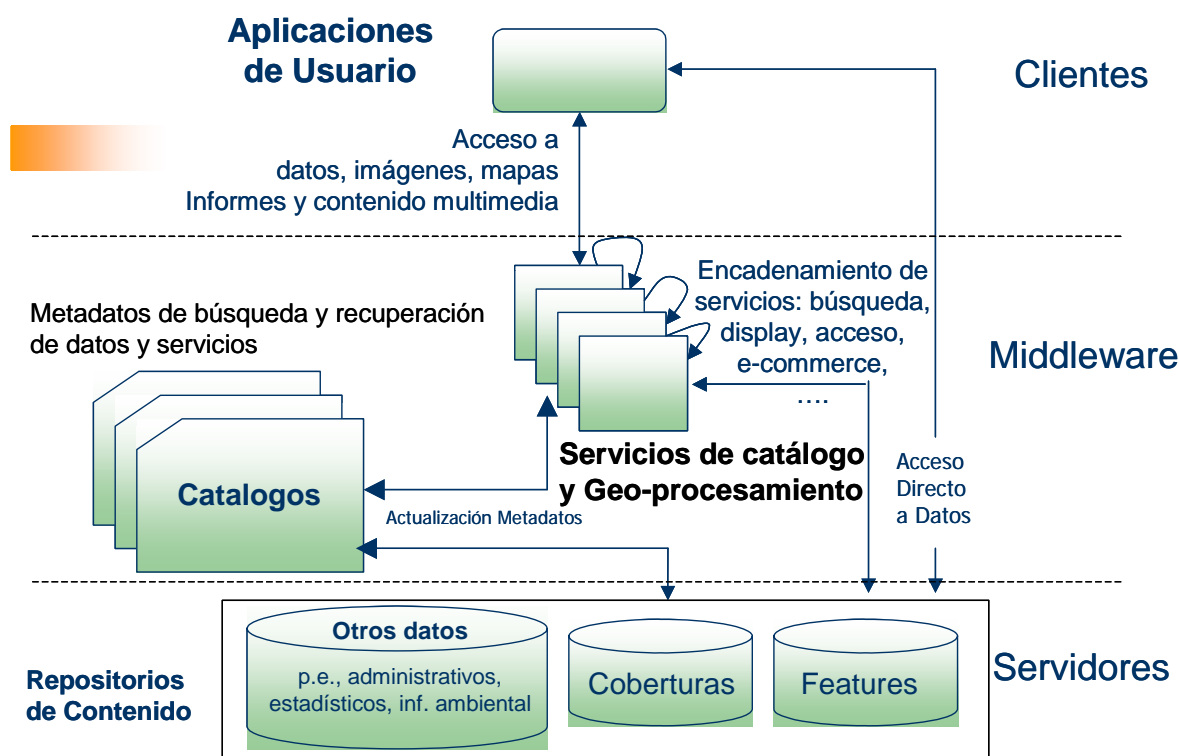 Aplicaciones
de Usuario
Clientes
Acceso a
datos, imágenes, mapas
Informes y contenido multimedia
Metadatos de búsqueda y recuperación
de datos y servicios
Encadenamiento de
servicios: búsqueda,
display, acceso,
e-commerce,
....
Middleware
Catalogos
Servicios de catálogo
y Geo-procesamiento
Actualización Metadatos
Acceso
Directo
a Datos
Repositorios
de Contenido
Otros datos
p.e., administrativos,
estadísticos, inf. ambiental
Coberturas
Features
Servidores